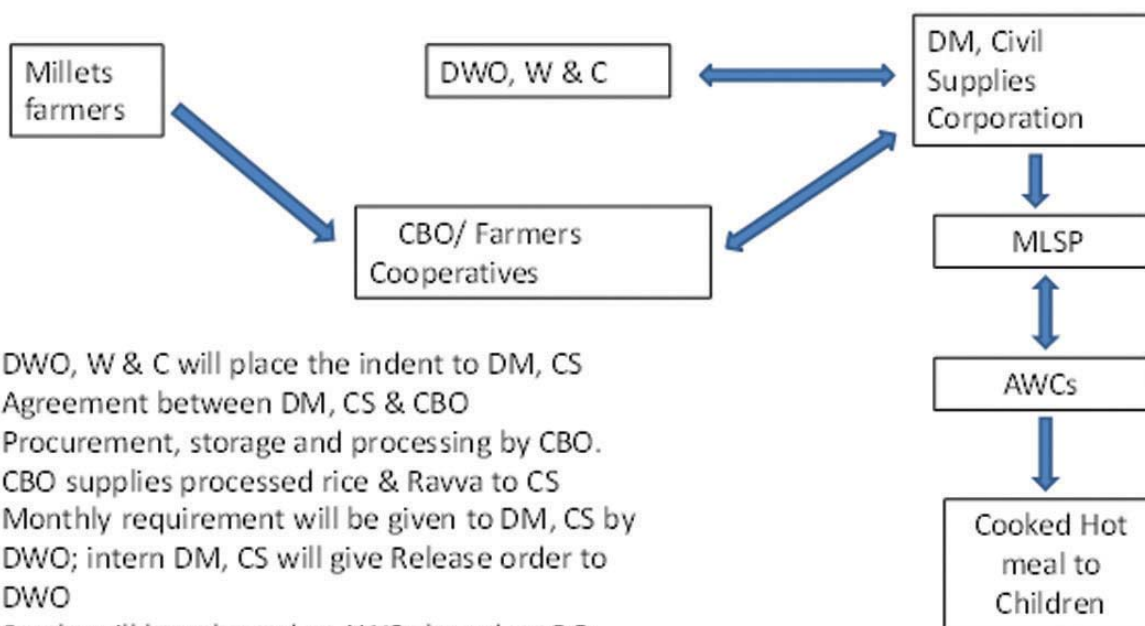 Millets
farmers
DWO, W & C
DM, Civil
Supplies
Corporation
CBO/ Farmers
Cooperatives
MLSP
AWCs
Cooked Hot
meal to
Children
DWO, W & C will place the indent to DM, CS
Agreement between DM, CS & CBO
Procurement, storage and processing by CBO.
CBO supplies processed rice & Ravva to CS
Monthly requirement will be given to DM, CS by
DWO; intern DM, CS will give Release order to
DWO